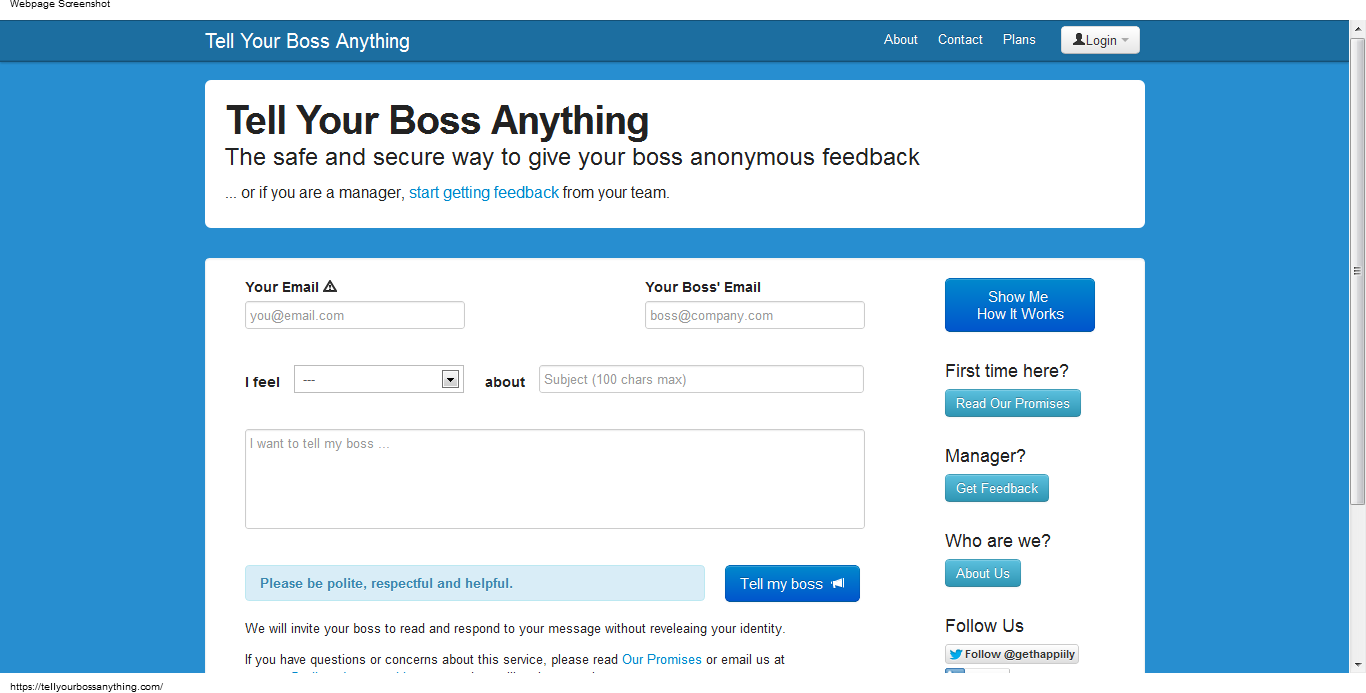 Webpage Screenshot
Tell Your Boss Anything
About Contact Plans Login
Tell Your Boss Anything
The safe and secure way to give your boss anonymous feedback
... or if you are a manager, start getting feedback from your team.
Your Email
Your Boss' Email
you@email.com
boss@company.com
I feel --- about Subject (100 chars max)
I want to tell my boss ...
Please be polite, respectful and helpful.
Tell my boss
We will invite your boss to read and respond to your message without reveleaing your identity.
If you have questions or concerns about this service, please read Our Promises or email us at
Show Me
How It Works
First time here?
Read Our Promises
Manager?
Get Feedback
Who are we?
About Us
Follow Us
Follow @gethappiily
https://tellyourbossanything.com/